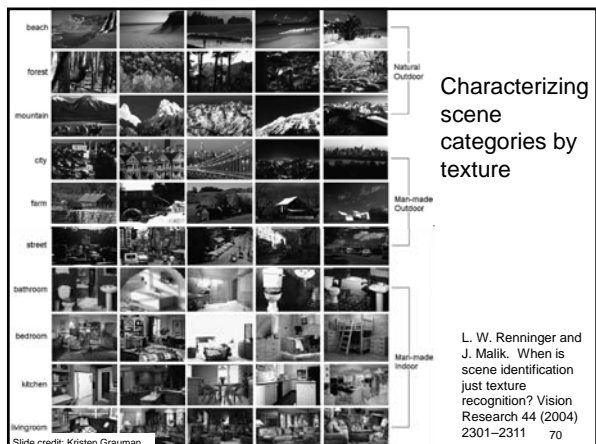 beach
forest
mountain
city
farm
street
bathroom
bedroom
kitchen
livingroom
Natural
Outdoor
Man-made
Outdoor
Man-made
Indoor
Characterizing
scene
categories by
texture
L. W. Renninger and
J. Malik. When is
scene identification
just texture
recognition? Vision
Research 44 (2004)
2301–2311
70
Slide credit: Kristen Grauman